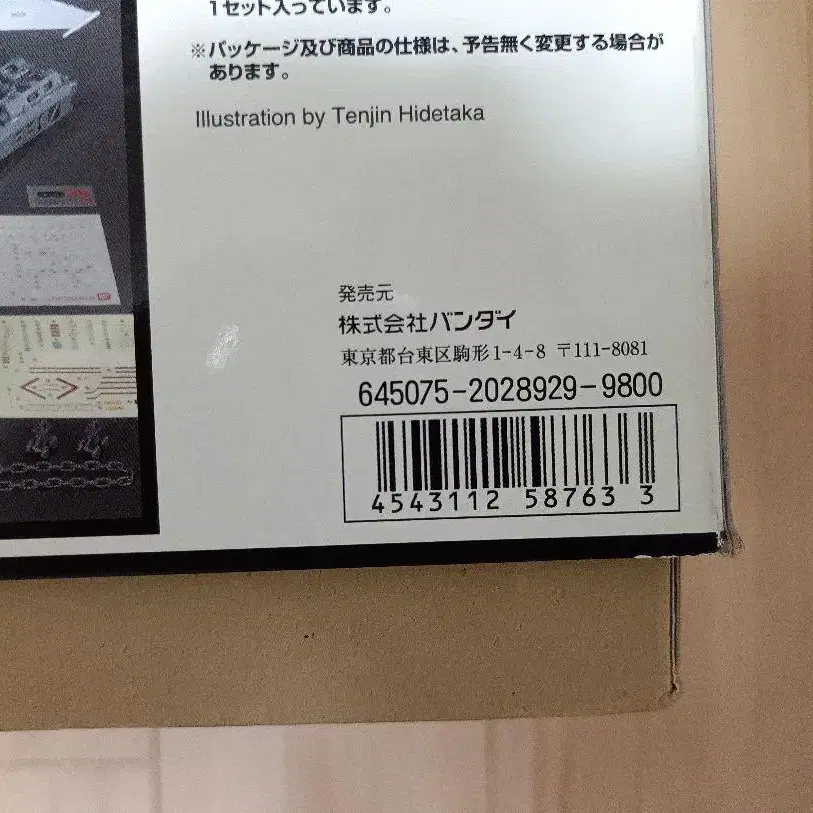 1セット入っています。
※パッケージ及び商品の仕様は、予告無く変更する場合が
あります。
Illustration by Tenjin Hidetaka
発売元
株式会社バンダイ
東京都台東区駒形1-4-8 〒111-8081
645075-2028929-9800
4543112 58763 3